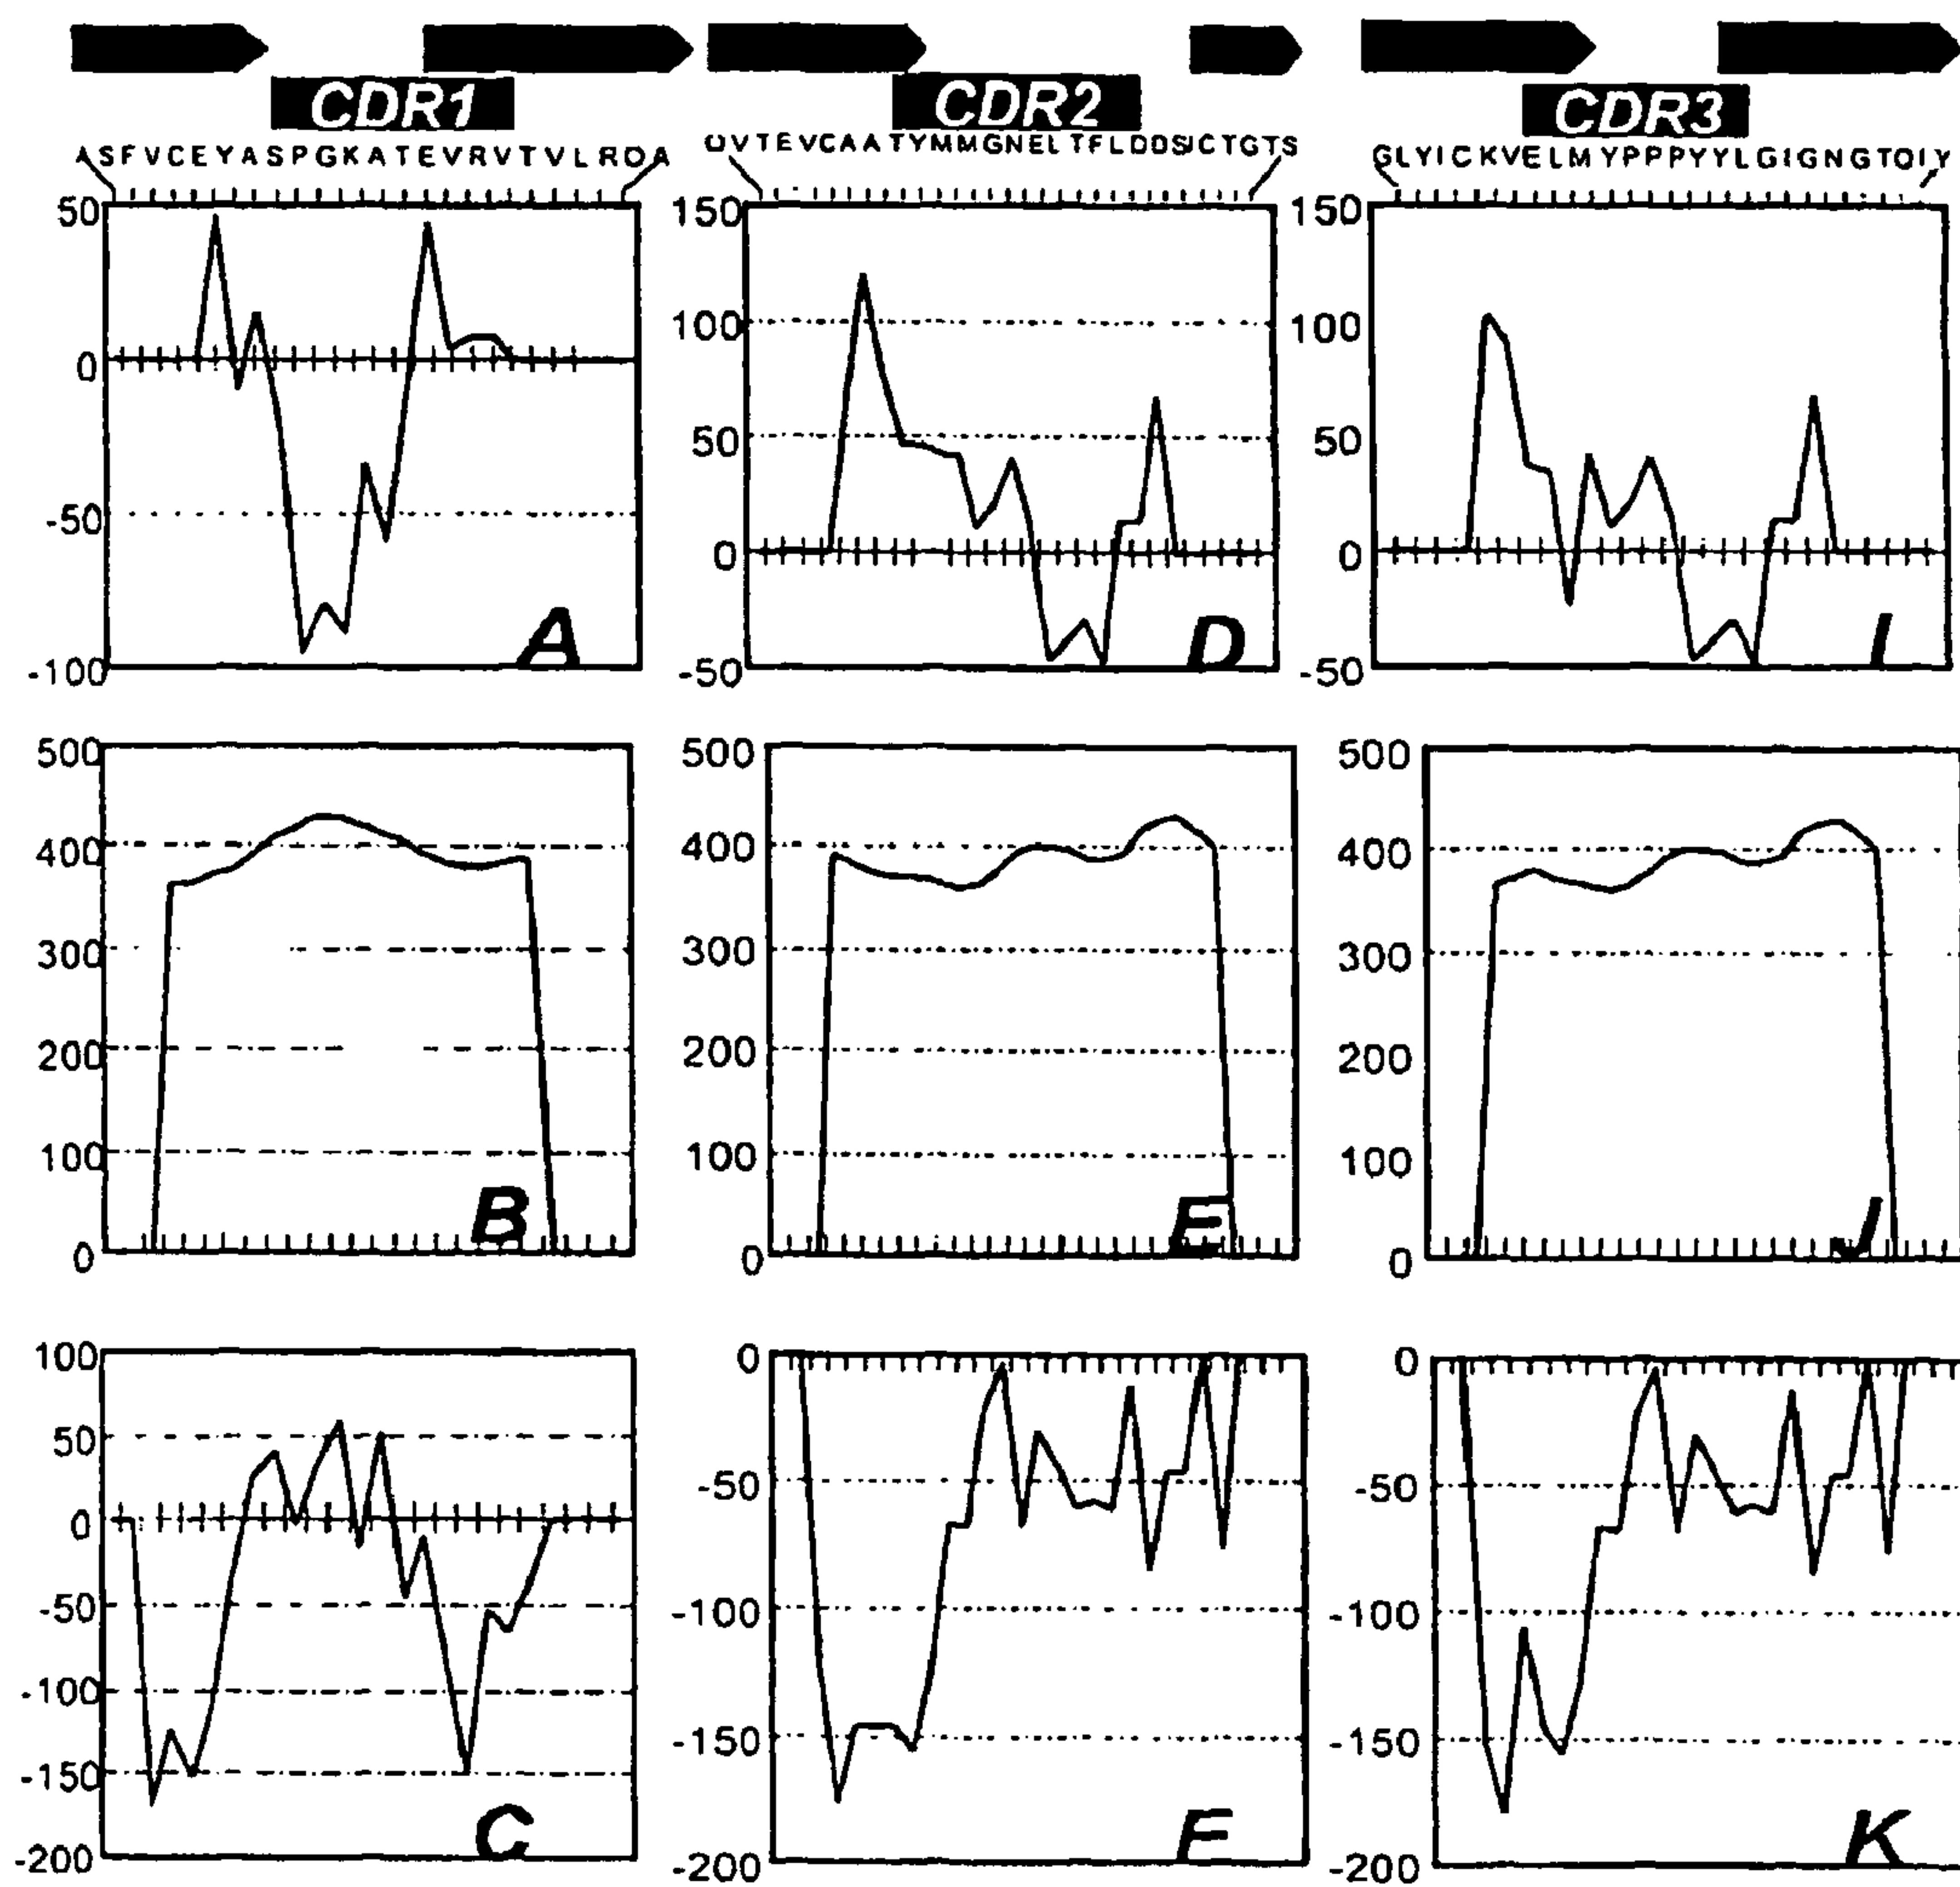 CDR1 CDR2 CDR3
ASFVCEYASPGKATEVRVTVLRQA QVTEVCAATYMMGNELTFLDDSICTGTS GLYICKVELMYPPPYYLGIGNGTQIY
50 150 150
0 100 100
-50 50 50
-100 0 0
-50 -50
A D I
500 500 500
400 400 400
300 300 300
200 200 200
100 100 100
0 0 0
B E J
100 0 0
50 -50 -50
0 -100 -100
-50 -150 -150
-100 -200 -200
-150
-200
C F K